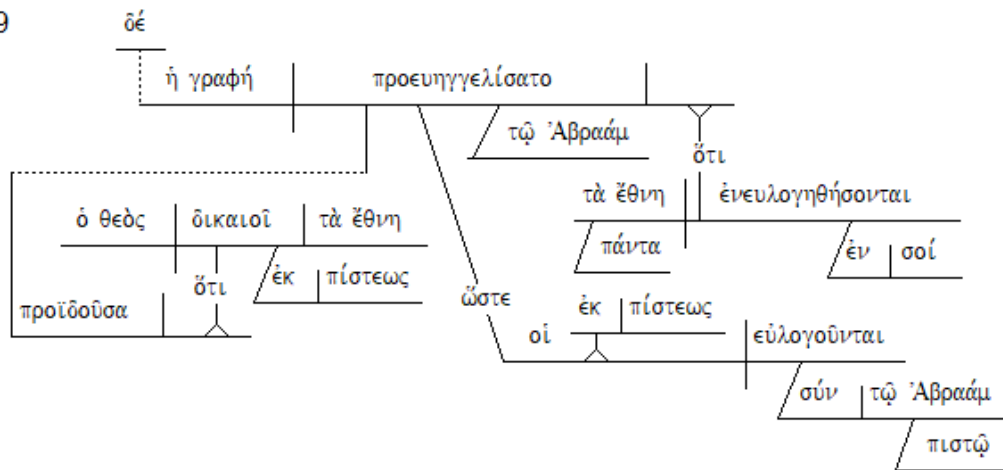 9
δέ
ἡ γραφή προευηγγελίσατο
τῷ Ἀβραάμ
ὅτι
τὰ ἔθνη ἐνευλογηθήσονται
πάντα ἐν σοί
ὁ θεὸς δικαιοῖ τὰ ἔθνη
ὅτι ἐκ πίστεως
προϊδοῦσα
ὥστε
ἐκ πίστεως
οἱ εὐλογοῦνται
σύν τῷ Ἀβραάμ
πιστῷ